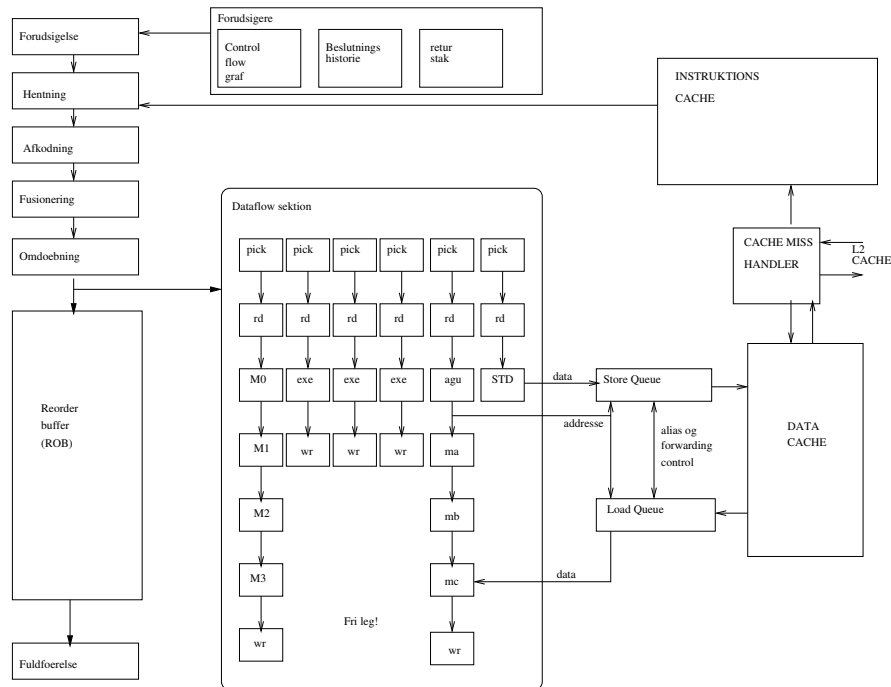 Forudsigere
Forudsigelse
Control
flow
graf
Beslutnings
historie
retur
stak
Hentning
INSTRUKTIONS
CACHE
Afkodning
Fusionering
Omdoebning
Dataflow sektion
CACHE MISS
HANDLER
L2
CACHE
pick pick pick pick pick pick
rd rd rd rd rd rd
M0 exe exe exe agu STD
data
Store Queue
addresse
alias og
forwarding
control
DATA
CACHE
Reorder
buffer
(ROB)
M1 wr wr wr ma
M2 mb
Load Queue
M3 mc
data
Fri leg!
wr wr
Fuldfoerelse